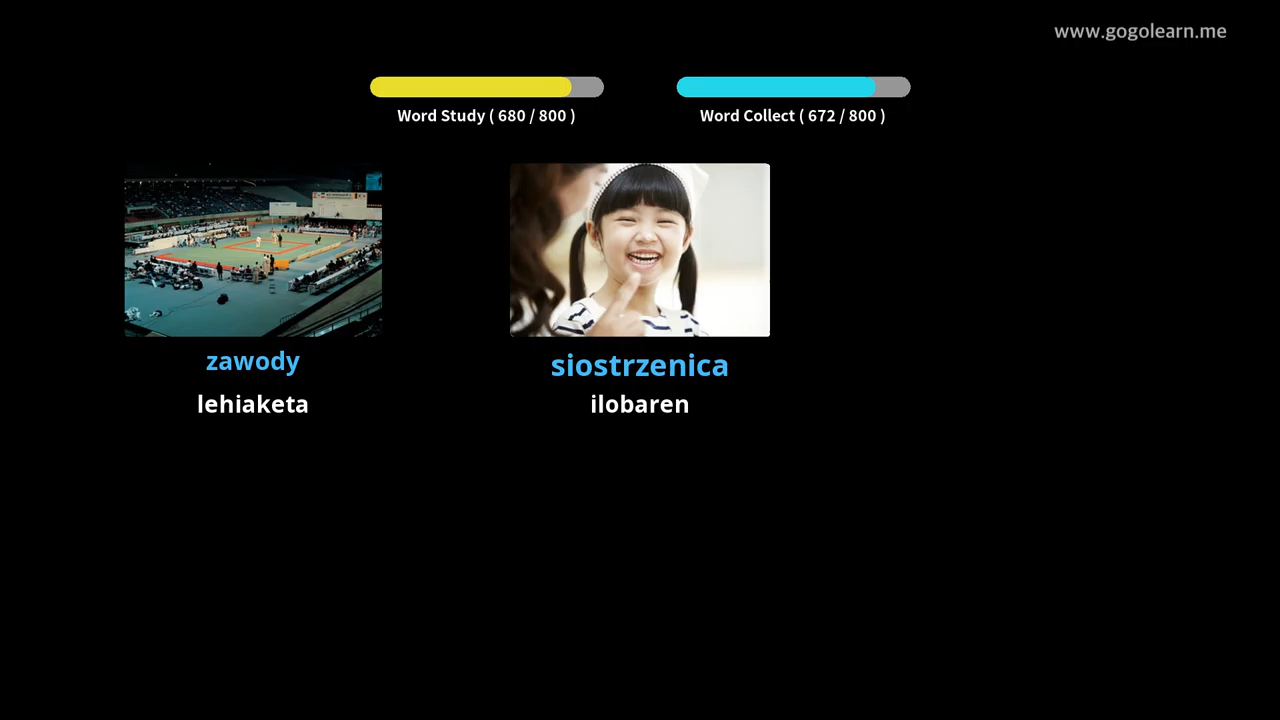 www.gogolearn.me
Word Study ( 680 / 800 )
Word Collect ( 672 / 800 )
zawody
lehiaketa
siostrzenica
ilobaren